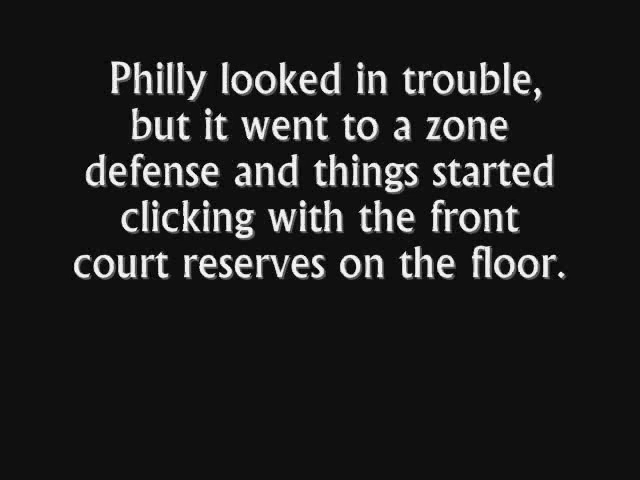 Philly looked in trouble,
but it went to a zone
defense and things started
clicking with the front
court reserves on the floor.